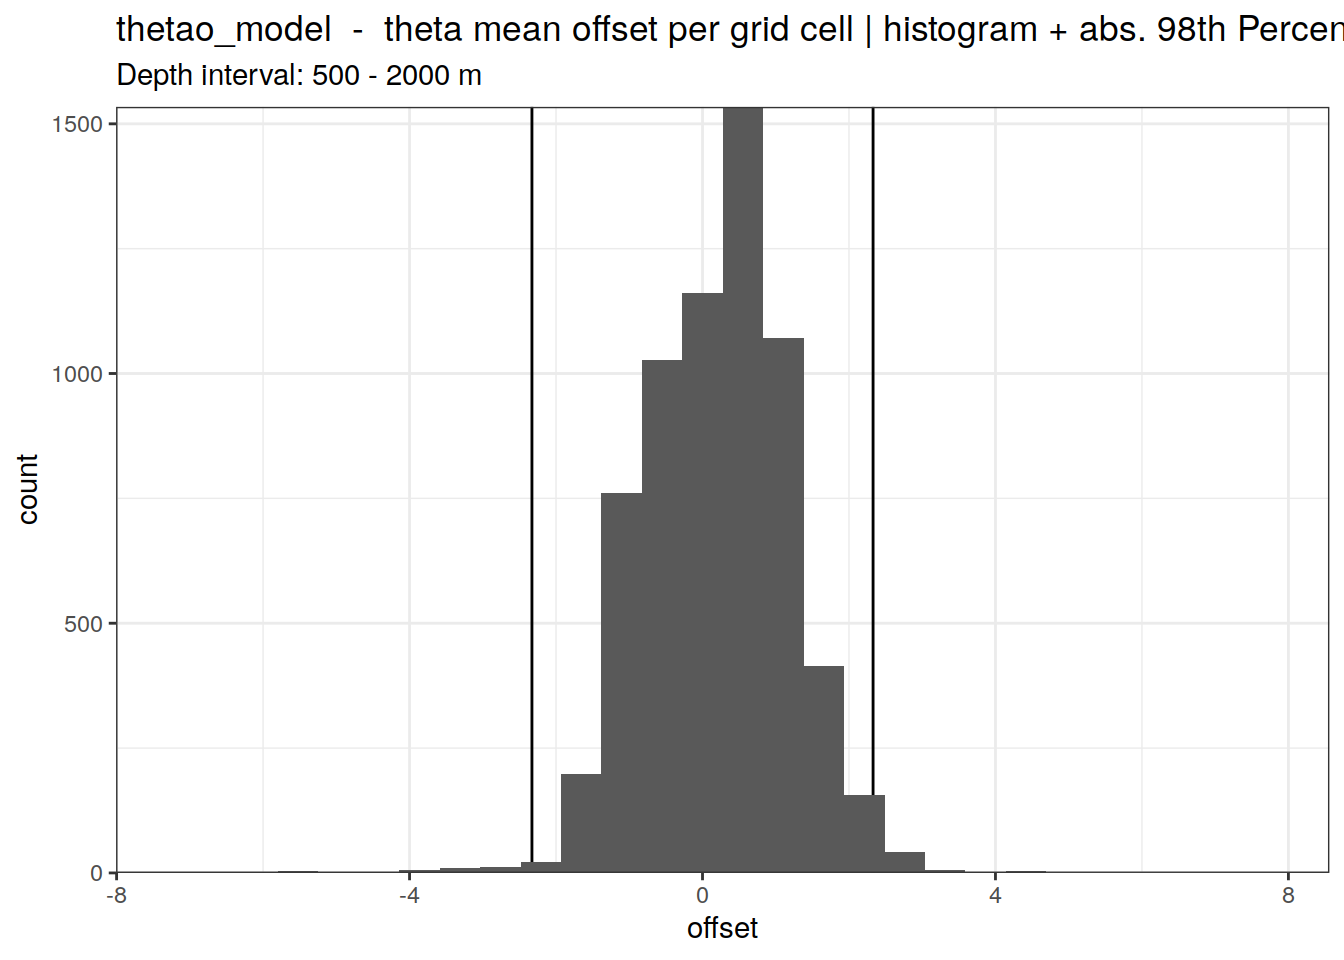 thetao_model - theta mean offset per grid cell | histogram + abs. 98th Percen
Depth interval: 500 - 2000 m
1500
1000
500
0
count
-8 -4 0 4 8
offset